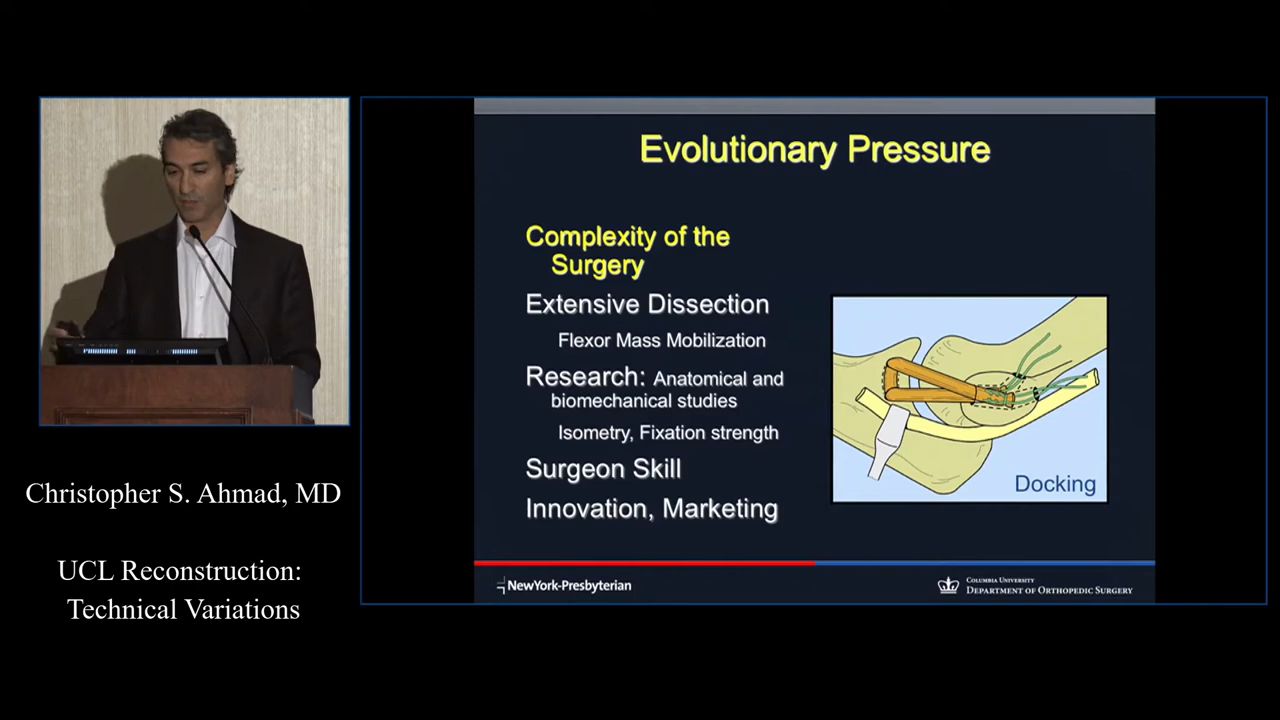 Evolutionary Pressure
Complexity of the
Surgery
Extensive Dissection
Flexor Mass Mobilization
Research: Anatomical and
biomechanical studies
Isometry, Fixation strength
Surgeon Skill
Innovation, Marketing
Docking
NewYork-Presbyterian
COLUMBIA UNIVERSITY
DEPARTMENT OF ORTHOPEDIC SURGERY
Christopher S. Ahmad, MD
UCL Reconstruction:
Technical Variations